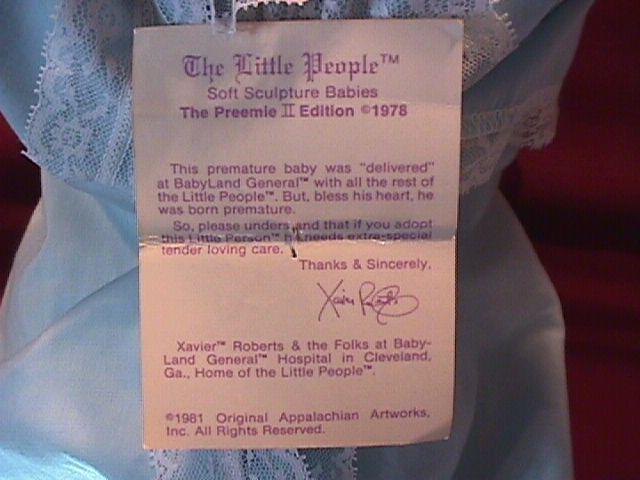 The Little People™
Soft Sculpture Babies
The Preemie II Edition ©1978
This premature baby was "delivered"
at BabyLand General™ with all the rest of
the Little People™. But, bless his heart, he
was born premature.
So, please understand that if you adopt
this Little Person™ he needs extra-special
tender loving care.
Thanks & Sincerely,
Xavier Roberts
Xavier™ Roberts & the Folks at Baby-
Land General™ Hospital in Cleveland,
Ga., Home of the Little People™.
©1981 Original Appalachian Artworks,
Inc. All Rights Reserved.